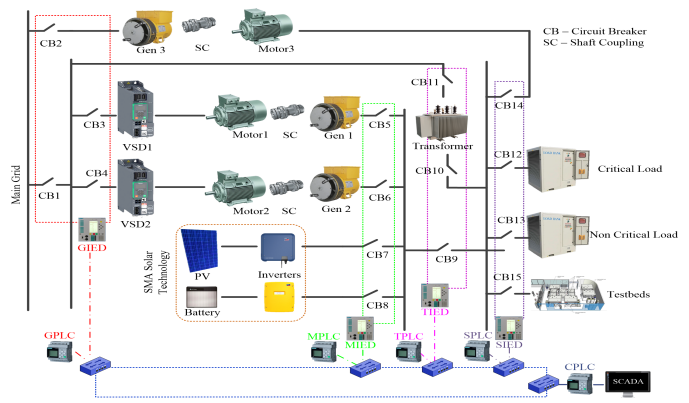 CB2
Gen 3
SC
Motor3
CB – Circuit Breaker
SC – Shaft Coupling
CB11
CB14
CB3
VSD1
Motor1
SC
Gen 1
CB5
Transformer
CB12
Critical Load
Main Grid
CB1
CB4
VSD2
Motor2
SC
Gen 2
CB6
CB10
CB13
Non Critical Load
GIED
SMA Solar
Technology
PV
Inverters
CB7
CB9
Battery
CB8
CB15
Testbeds
MIED
TIED
SIED
GPLC
MPLC
TPLC
SPLC
CPLC
SCADA